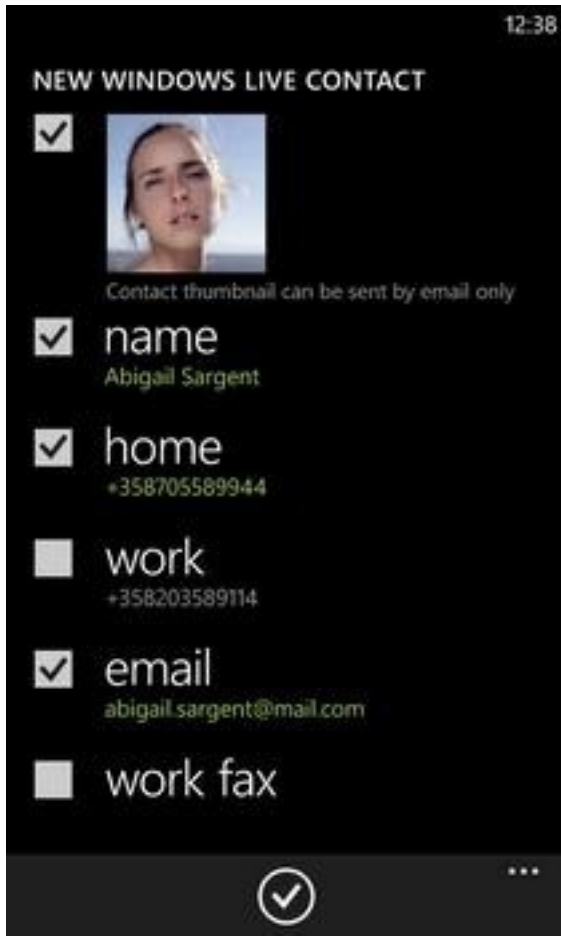 12:38
NEW WINDOWS LIVE CONTACT
Contact thumbnail can be sent by email only
name
Abigail Sargent
home
+358705589944
work
+358203589114
email
abigail.sargent@mail.com
work fax